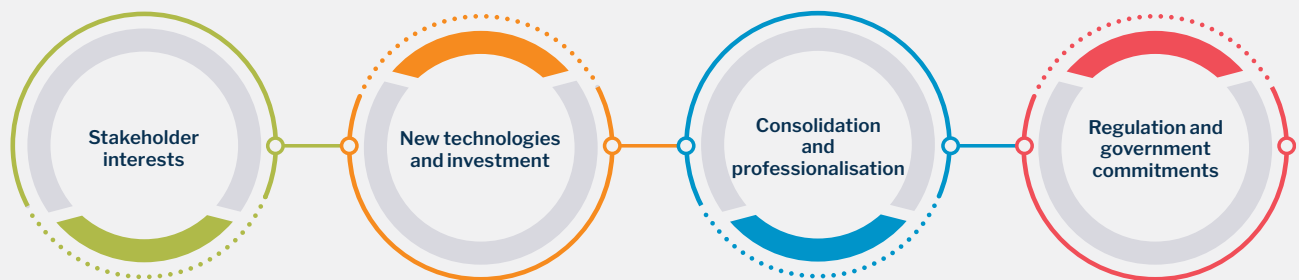 Stakeholder
interests
New technologies
and investment
Consolidation
and
professionalisation
Regulation and
government
commitments